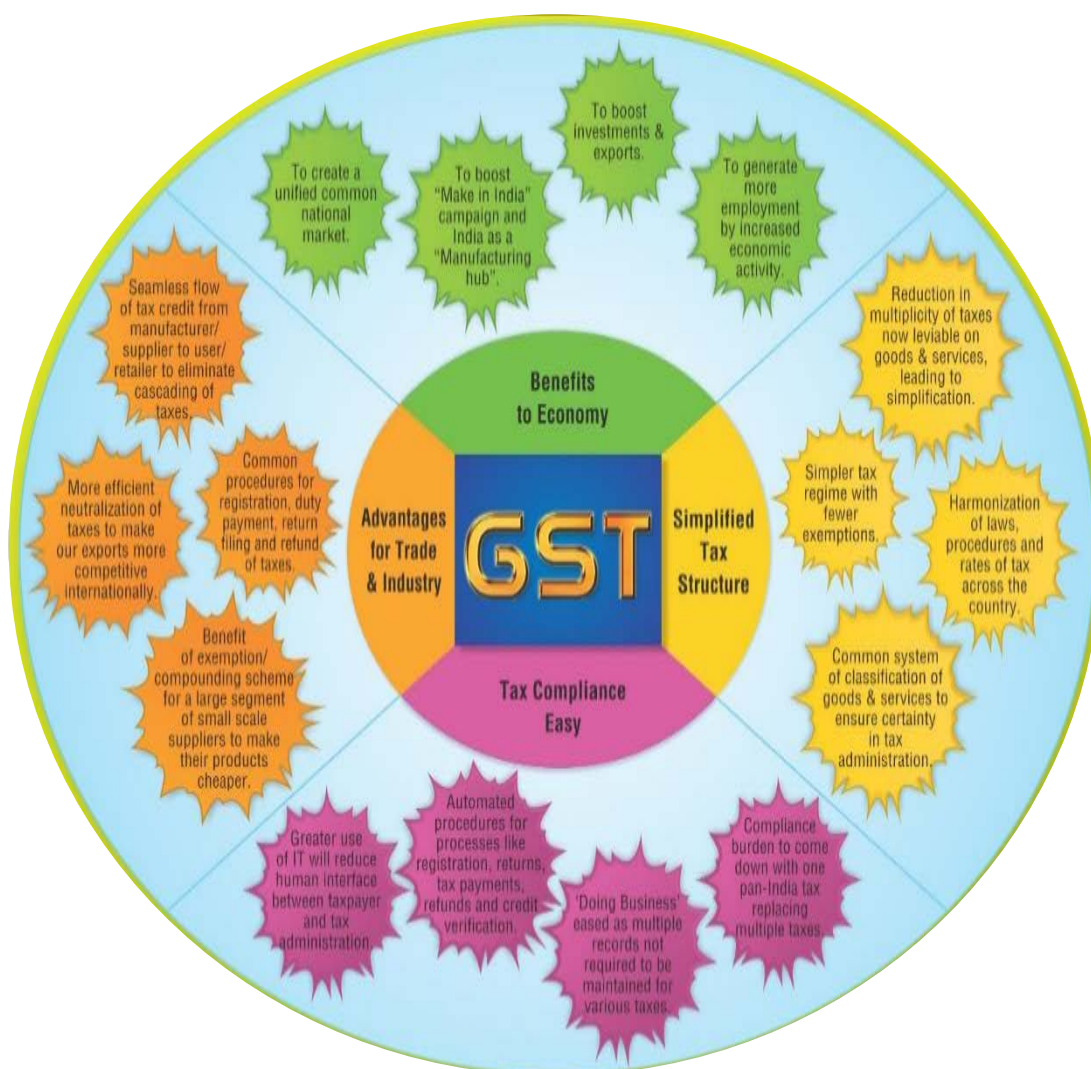 To boost
investments &
exports.
To create a
unified common
national
market.
To boost
"Make in India"
campaign and
India as a
"Manufacturing
hub".
To generate
more
employment
by increased
economic
activity.
Seamless flow
of tax credit from
manufacturer/
supplier to user/
retailer to eliminate
cascading of
taxes.
More efficient
neutralization of
taxes to make
our exports more
competitive
internationally.
Common
procedures for
registration, duty
payment, return
filing and refund
of taxes.
Benefit
of exemption/
compounding scheme
for a large segment
of small scale
suppliers to make
their products
cheaper.
Benefits
to Economy
Advantages
for Trade
& Industry
GST
Simplified
Tax
Structure
Tax Compliance
Easy
Reduction in
multiplicity of taxes
now leviable on
goods & services,
leading to
simplification.
Simpler tax
regime with
fewer
exemptions.
Harmonization
of laws,
procedures and
rates of tax
across the
country.
Common system
of classification of
goods & services to
ensure certainty
in tax
administration.
Greater use
of IT will reduce
human interface
between taxpayer
and tax
administration.
Automated
procedures for
processes like
registration, returns,
tax payments,
refunds and credit
verification.
'Doing Business'
eased as multiple
records not
required to be
maintained for
various taxes.
Compliance
burden to come
down with one
pan-India tax
replacing
multiple taxes.